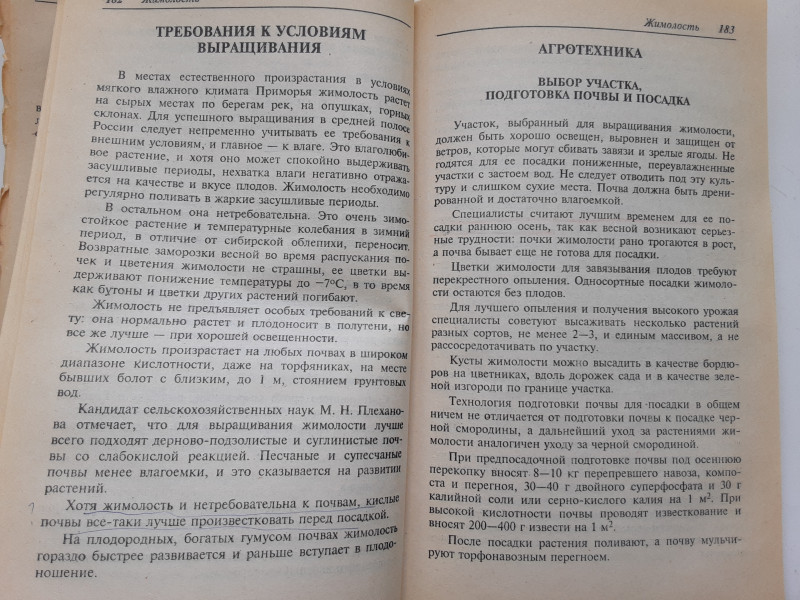 182 Жимолость
ТРЕБОВАНИЯ К УСЛОВИЯМ
ВЫРАЩИВАНИЯ
В местах естественного произрастания в условиях
мягкого влажного климата Приморья жимолость растет
на сырых местах по берегам рек, на опушках, горных
склонах. Для успешного выращивания в средней полосе
России следует непременно учитывать ее требования к
внешним условиям, и главное — к влаге. Это влаголюби-
вое растение, и хотя оно может спокойно выдерживать
засушливые периоды, нехватка влаги негативно отража-
ется на качестве и вкусе плодов. Жимолость необходимо
регулярно поливать в жаркие засушливые периоды.
В остальном она нетребовательна. Это очень зимо-
стойкое растение и температурные колебания в зимний
период, в отличие от сибирской облепихи, переносит.
Возвратные заморозки весной во время распускания по-
чек и цветения жимолости не страшны, ее цветки вы-
держивают понижение температуры до −7°С, в то время
как бутоны и цветки других растений погибают.
Жимолость не предъявляет особых требований к све-
ту: она нормально растет и плодоносит в полутени, но
все же лучше — при хорошей освещенности.
Жимолость произрастает на любых почвах в широком
диапазоне кислотности, даже на торфяниках, на месте
бывших болот с близким, до 1 м, стоянием грунтовых
вод.
Кандидат сельскохозяйственных наук М. Н. Плехано-
ва отмечает, что для выращивания жимолости лучше
всего подходят дерново-подзолистые и суглинистые поч-
вы со слабокислой реакцией. Песчаные и супесчаные
почвы менее влагоемки, и это сказывается на развитии
растений.
Хотя жимолость и нетребовательна к почвам, кислые
почвы все-таки лучше произвестковать перед посадкой.
На плодородных, богатых гумусом почвах жимолость
гораздо быстрее развивается и раньше вступает в плодо-
ношение.
Жимолость 183
АГРОТЕХНИКА
ВЫБОР УЧАСТКА,
ПОДГОТОВКА ПОЧВЫ И ПОСАДКА
Участок, выбранный для выращивания жимолости,
должен быть хорошо освещен, выровнен и защищен от
ветров, которые могут сбивать завязи и зрелые ягоды. Не
годятся для ее посадки пониженные, переувлажненные
участки с застоем вод. Не следует отводить под эту куль-
туру и слишком сухие места. Почва должна быть дрени-
рованной и достаточно влагоемкой.
Специалисты считают лучшим временем для ее по-
садки раннюю осень, так как весной возникают серьез-
ные трудности: почки жимолости рано трогаются в рост,
а почва бывает еще не готова для посадки.
Цветки жимолости для завязывания плодов требуют
перекрестного опыления. Односортные посадки жимоло-
сти остаются без плодов.
Для лучшего опыления и получения высокого урожая
специалисты советуют высаживать несколько растений
разных сортов, не менее 2—3, и единым массивом, а не
рассосредотачивать по участку.
Кусты жимолости можно высадить в качестве бордю-
ров на цветниках, вдоль дорожек сада и в качестве зеле-
ной изгороди по границе участка.
Технология подготовки почвы для посадки в общем
ничем не отличается от подготовки почвы к посадке чер-
ной смородины, а дальнейший уход за растениями жи-
молости аналогичен уходу за черной смородиной.
При предпосадочной подготовке почвы под осеннюю
перекопку вносят 8—10 кг перепревшего навоза, компо-
ста и перегноя, 30—40 г двойного суперфосфата и 30 г
калийной соли или серно-кислого калия на 1 м². При
высокой кислотности почвы проводят известкование и
вносят 200—400 г извести на 1 м².
После посадки растения поливают, а почву мульчи-
руют торфонавозным перегноем.